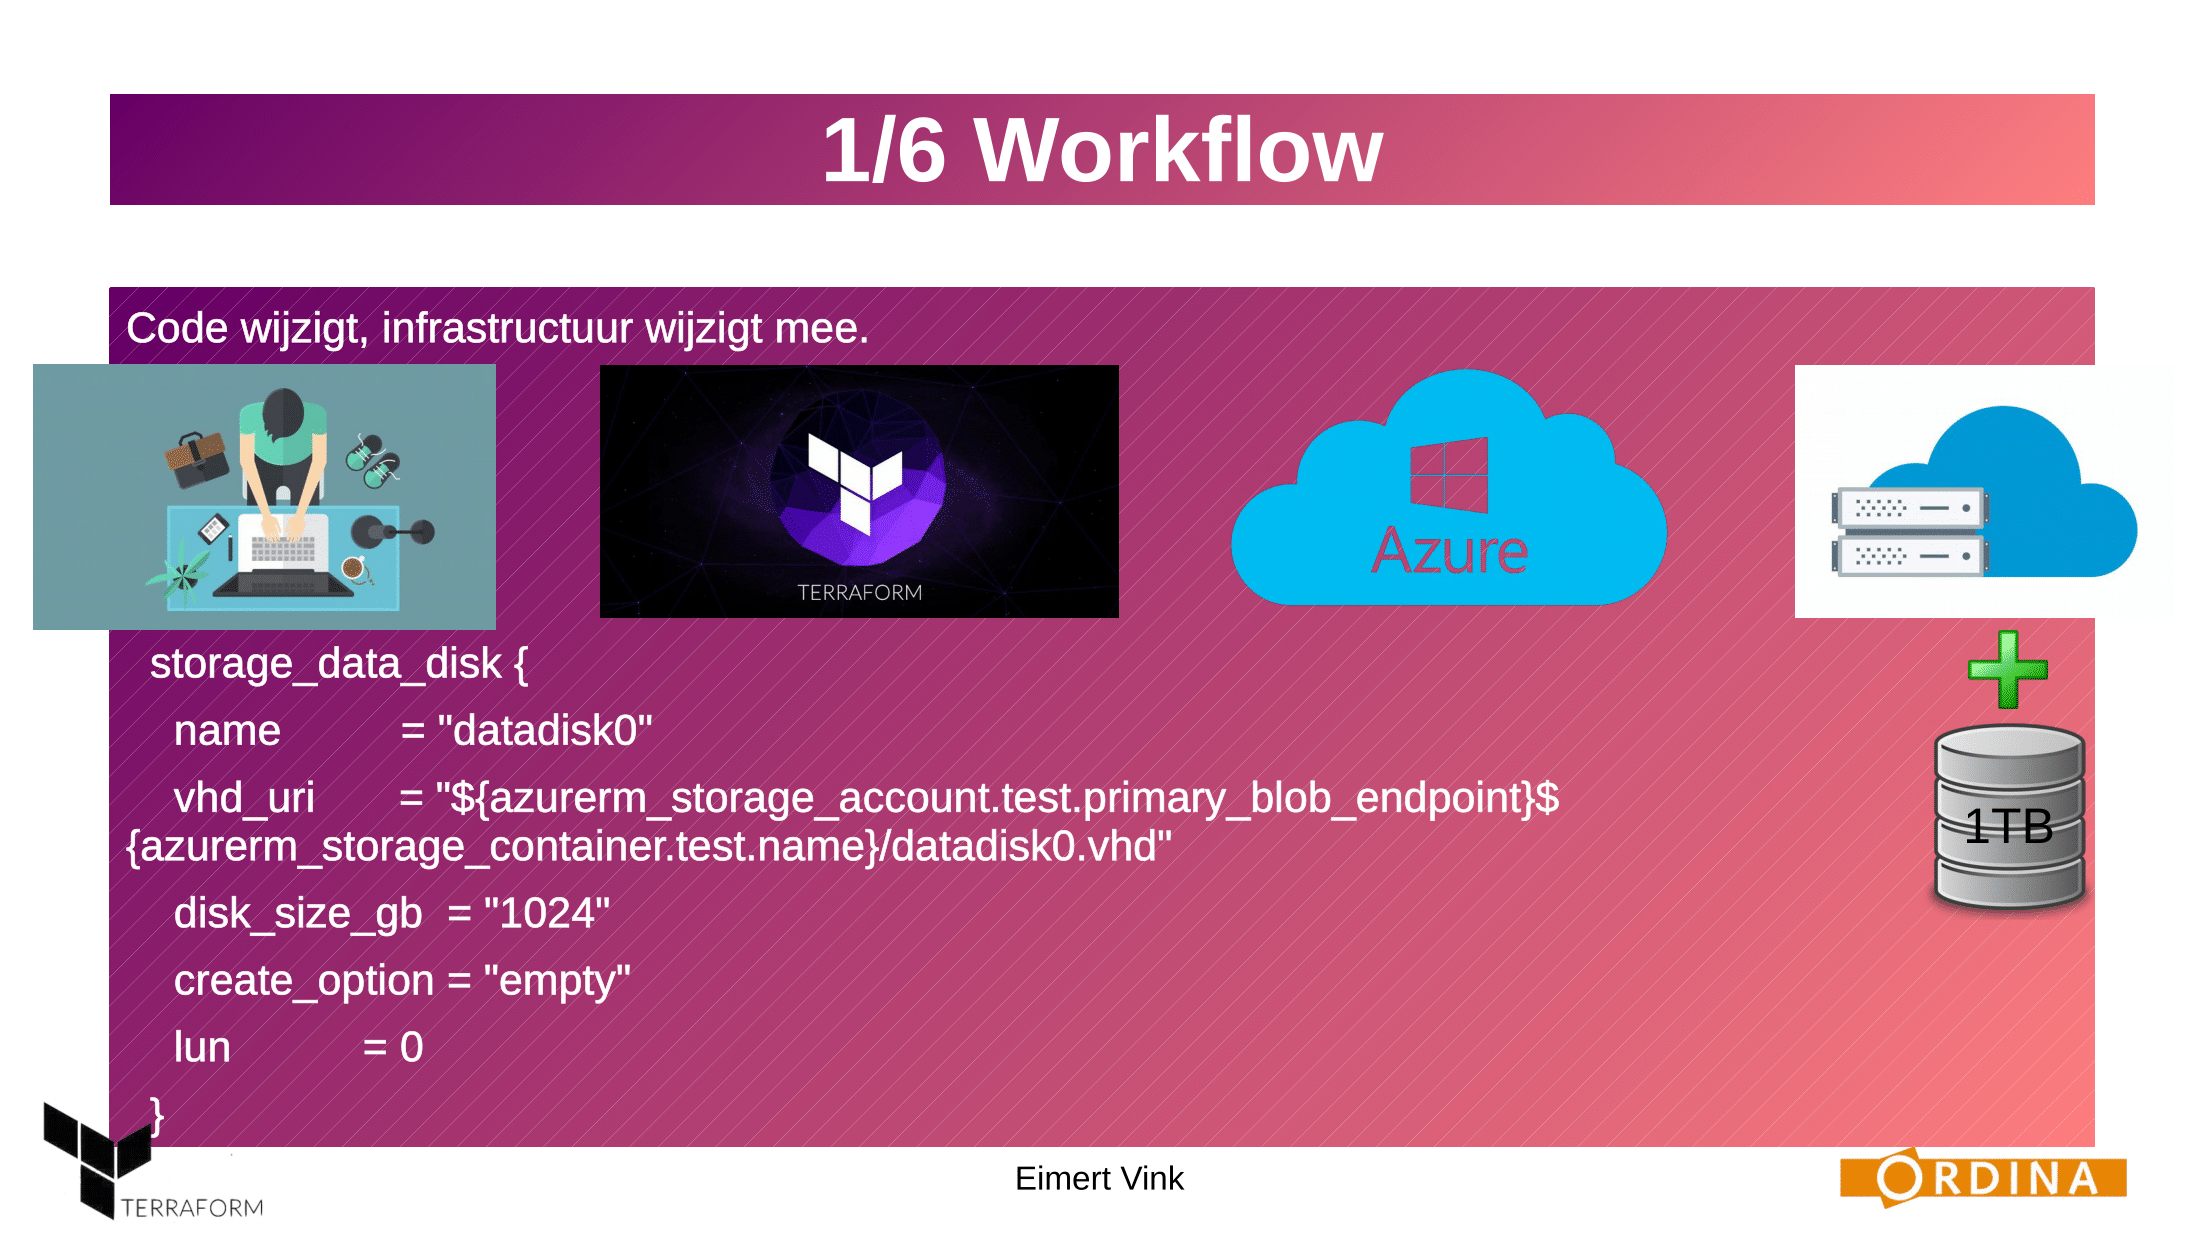 1/6 Workflow
Code wijzigt, infrastructuur wijzigt mee.
TERRAFORM
Azure
storage_data_disk {
name = "datadisk0"
vhd_uri = "${azurerm_storage_account.test.primary_blob_endpoint}$
{azurerm_storage_container.test.name}/datadisk0.vhd"
disk_size_gb = "1024"
create_option = "empty"
lun = 0
}
1TB
TERRAFORM
Eimert Vink
ORDINA